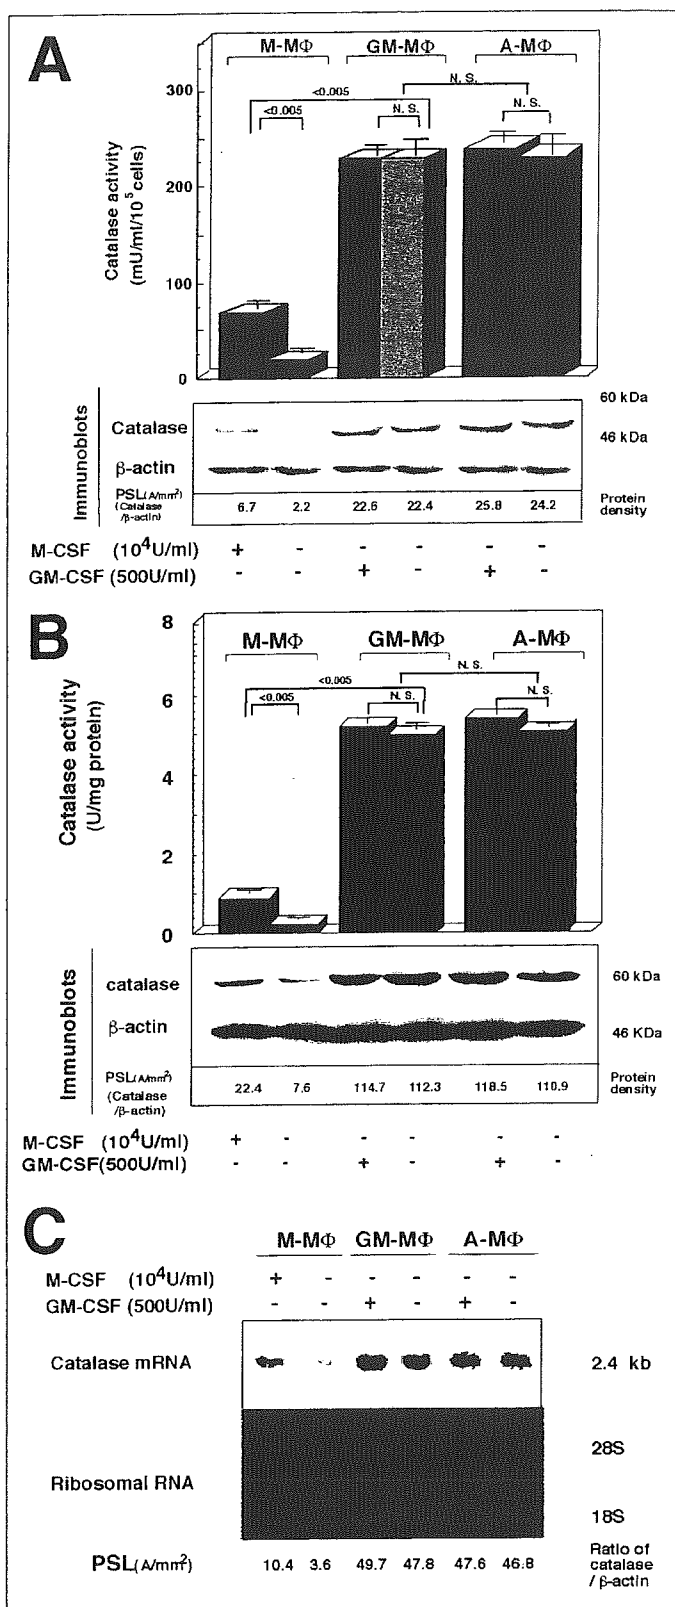 A
M-MΦ GM-MΦ A-MΦ
300
200
100
0
Catalase activity
(mU/ml/10⁵ cells)
N. S.
<0.005
<0.005 N. S. N. S.
60 kDa
Catalase
46 kDa
β-actin
Immunoblots
PSL(A/mm²)
(Catalase
/β-actin)
6.7 2.2 22.6 22.4 25.8 24.2
Protein
density
M-CSF (10⁴U/ml) + - - - - -
GM-CSF (500U/ml) - - + - + -
B
8
6
4
2
0
Catalase activity
(U/mg protein)
M-MΦ GM-MΦ A-MΦ
N. S.
<0.005
<0.005 N. S. N. S.
catalase 60 kDa
β-actin 46 KDa
Immunoblots
PSL(A/mm²)
(Catalase
/β-actin)
22.4 7.6 114.7 112.3 118.5 110.9
Protein
density
M-CSF (10⁴U/ml) + - - - - -
GM-CSF(500U/ml) - - + - + -
C
M-MΦ GM-MΦ A-MΦ
M-CSF (10⁴U/ml) + - - - - -
GM-CSF (500U/ml) - - + - + -
Catalase mRNA 2.4 kb
28S
Ribosomal RNA
18S
PSL(A/mm²) 10.4 3.6 49.7 47.8 47.6 46.8
Ratio of
catalase
/ β-actin